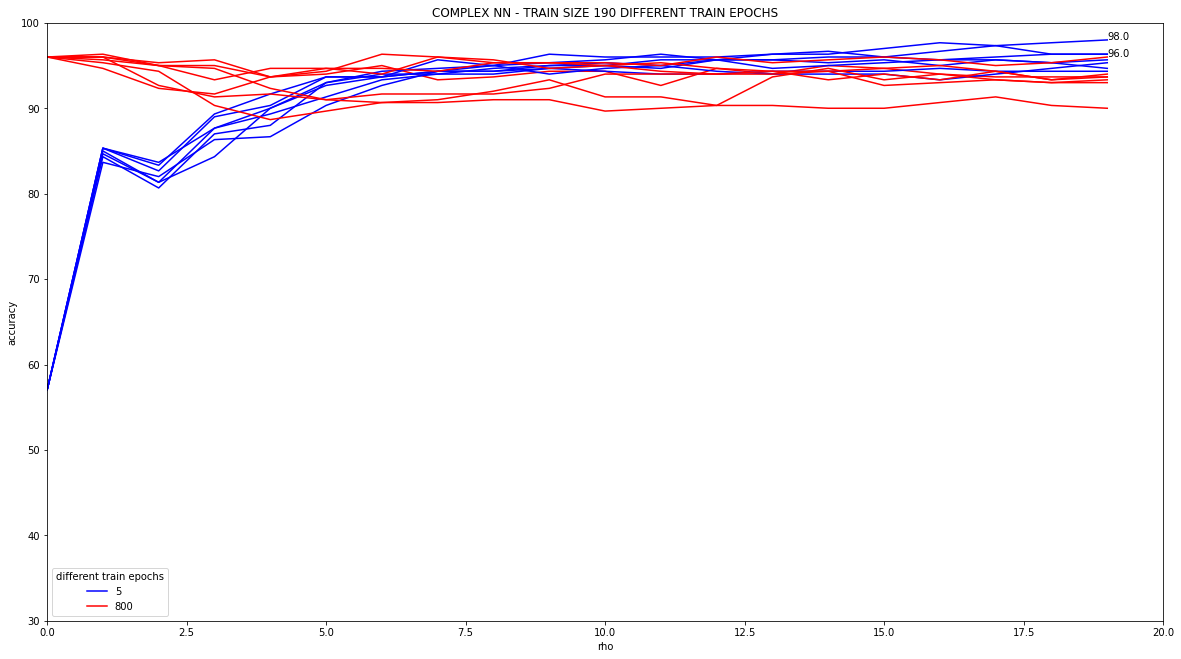 COMPLEX NN - TRAIN SIZE 190 DIFFERENT TRAIN EPOCHS
100
90
80
70
60
50
40
30
accuracy
98.0
96.0
different train epochs
5
800
0.0 2.5 5.0 7.5 10.0 12.5 15.0 17.5 20.0
rho